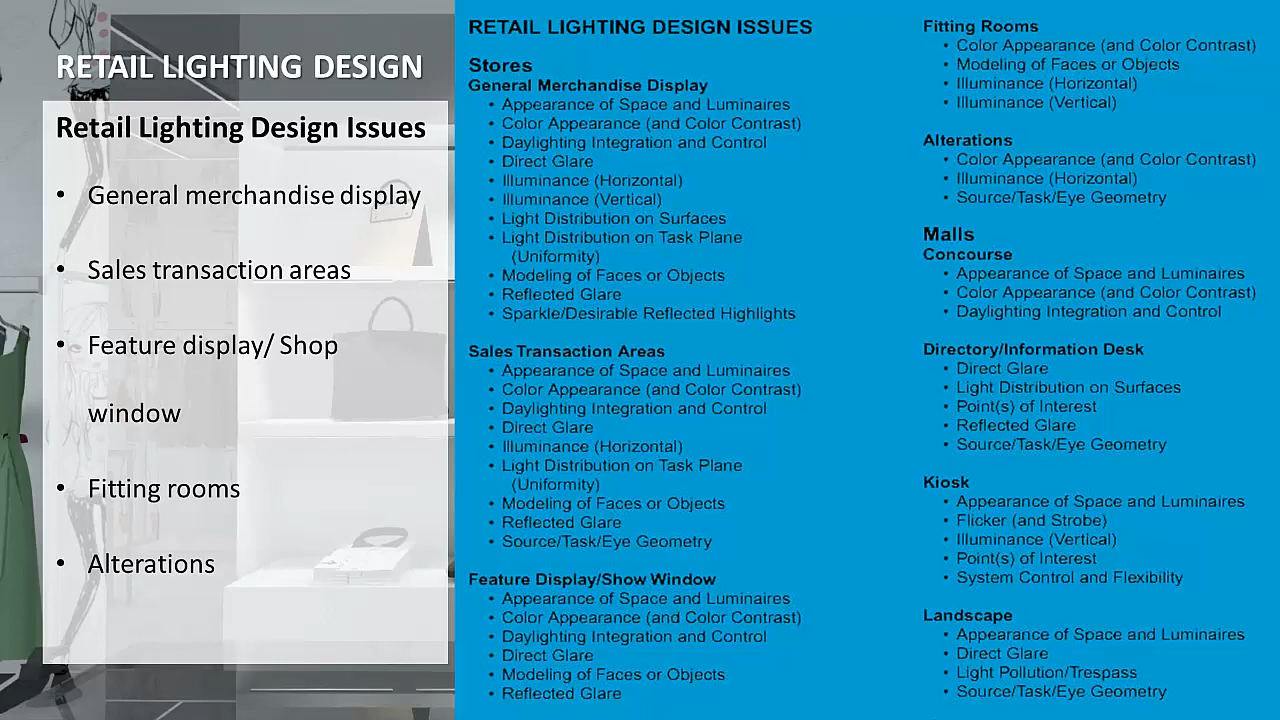 RETAIL LIGHTING DESIGN
Retail Lighting Design Issues
• General merchandise display
• Sales transaction areas
• Feature display/ Shop
window
• Fitting rooms
• Alterations
RETAIL LIGHTING DESIGN ISSUES
Stores
General Merchandise Display
• Appearance of Space and Luminaires
• Color Appearance (and Color Contrast)
• Daylighting Integration and Control
• Direct Glare
• Illuminance (Horizontal)
• Illuminance (Vertical)
• Light Distribution on Surfaces
• Light Distribution on Task Plane
(Uniformity)
• Modeling of Faces or Objects
• Reflected Glare
• Sparkle/Desirable Reflected Highlights
Sales Transaction Areas
• Appearance of Space and Luminaires
• Color Appearance (and Color Contrast)
• Daylighting Integration and Control
• Direct Glare
• Illuminance (Horizontal)
• Light Distribution on Task Plane
(Uniformity)
• Modeling of Faces or Objects
• Reflected Glare
• Source/Task/Eye Geometry
Feature Display/Show Window
• Appearance of Space and Luminaires
• Color Appearance (and Color Contrast)
• Daylighting Integration and Control
• Direct Glare
• Modeling of Faces or Objects
• Reflected Glare
Fitting Rooms
• Color Appearance (and Color Contrast)
• Modeling of Faces or Objects
• Illuminance (Horizontal)
• Illuminance (Vertical)
Alterations
• Color Appearance (and Color Contrast)
• Illuminance (Horizontal)
• Source/Task/Eye Geometry
Malls
Concourse
• Appearance of Space and Luminaires
• Color Appearance (and Color Contrast)
• Daylighting Integration and Control
Directory/Information Desk
• Direct Glare
• Light Distribution on Surfaces
• Point(s) of Interest
• Reflected Glare
• Source/Task/Eye Geometry
Kiosk
• Appearance of Space and Luminaires
• Flicker (and Strobe)
• Illuminance (Vertical)
• Point(s) of Interest
• System Control and Flexibility
Landscape
• Appearance of Space and Luminaires
• Direct Glare
• Light Pollution/Trespass
• Source/Task/Eye Geometry